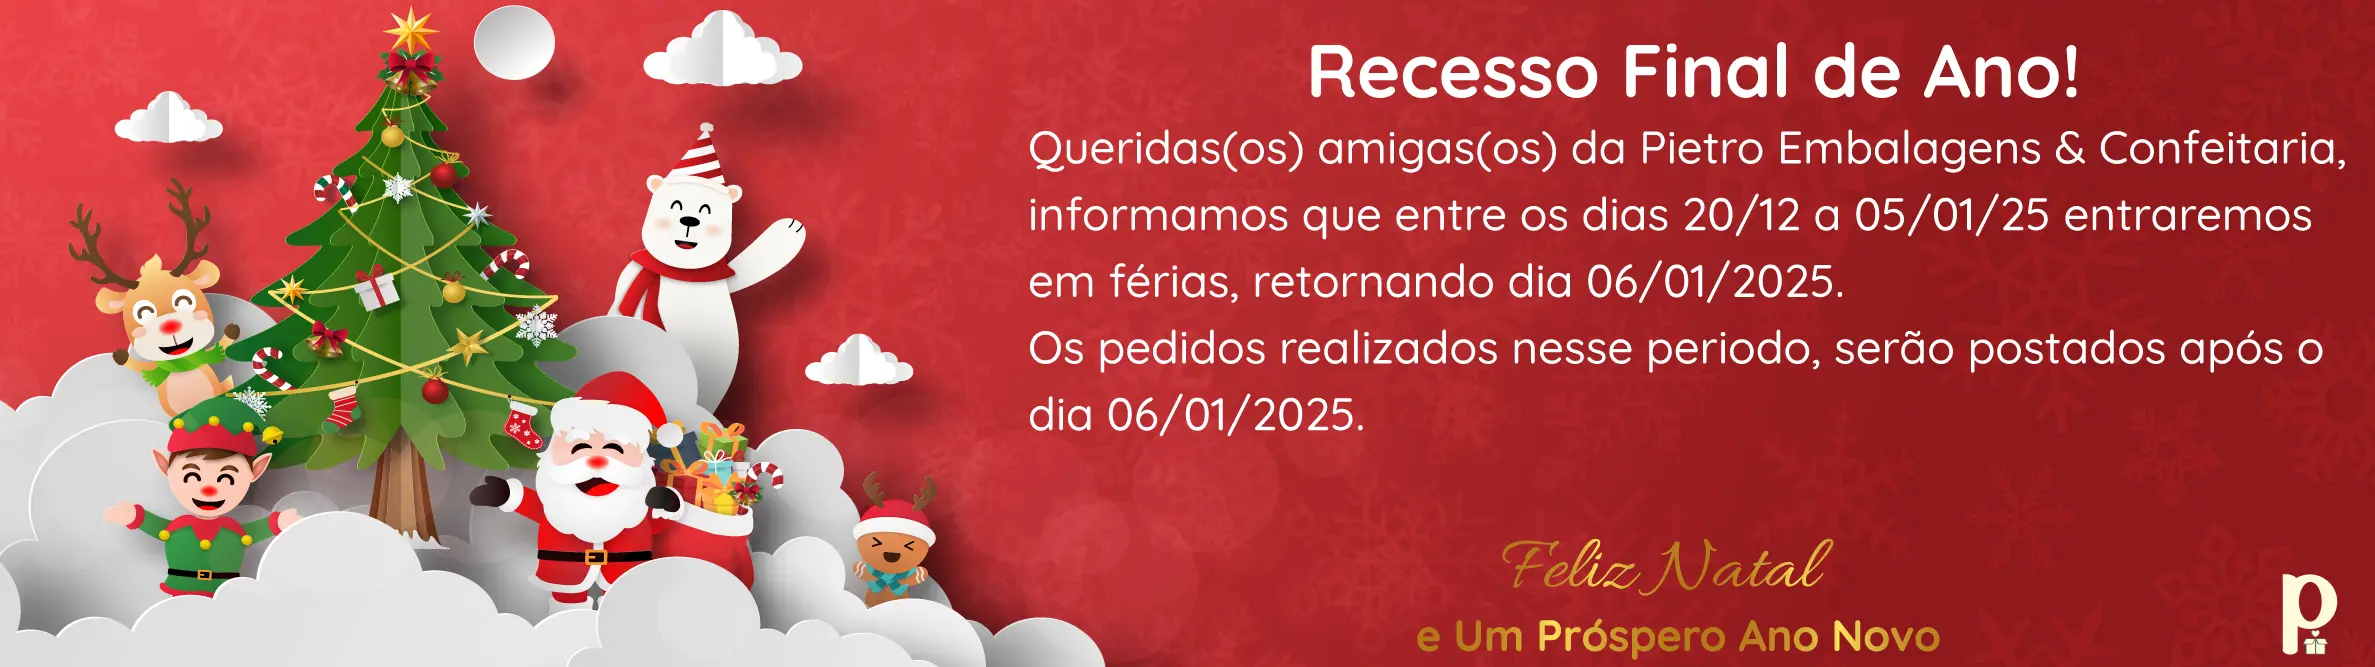 Recesso Final de Ano!
Queridas(os) amigas(os) da Pietro Embalagens & Confeitaria,
informamos que entre os dias 20/12 a 05/01/25 entraremos
em férias, retornando dia 06/01/2025.
Os pedidos realizados nesse periodo, serão postados após o
dia 06/01/2025.
Feliz Natal
e Um Próspero Ano Novo
p